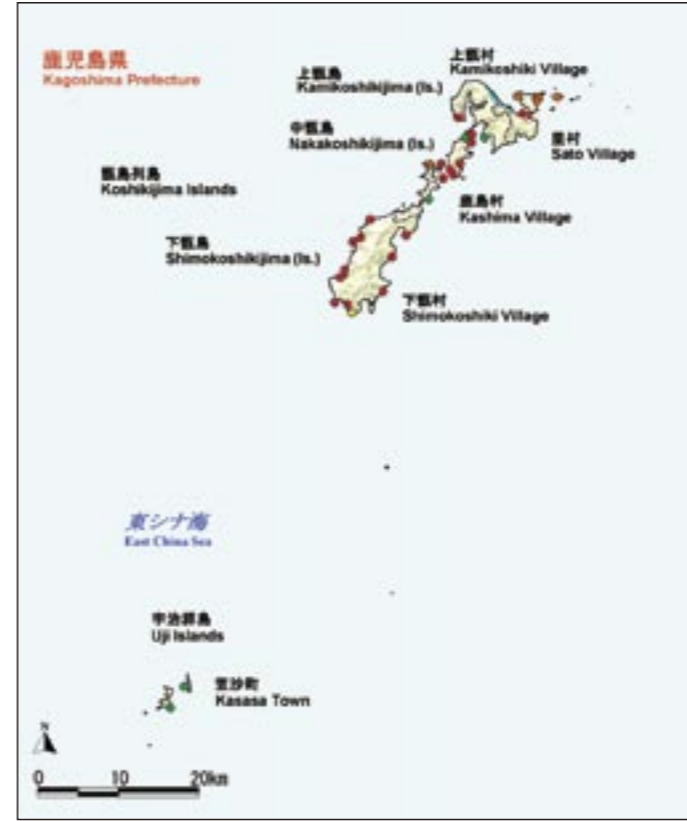 鹿児島県
Kagoshima Prefecture
上甑村
Kamikoshiki Village
上甑島
Kamikoshikijima (Is.)
中甑島
Nakakoshikijima (Is.)
里村
Sato Village
甑島列島
Koshikijima Islands
鹿島村
Kashima Village
下甑島
Shimokoshikijima (Is.)
下甑村
Shimokoshiki Village
東シナ海
East China Sea
宇治群島
Uji Islands
笠沙町
Kasasa Town
N
0 10 20km